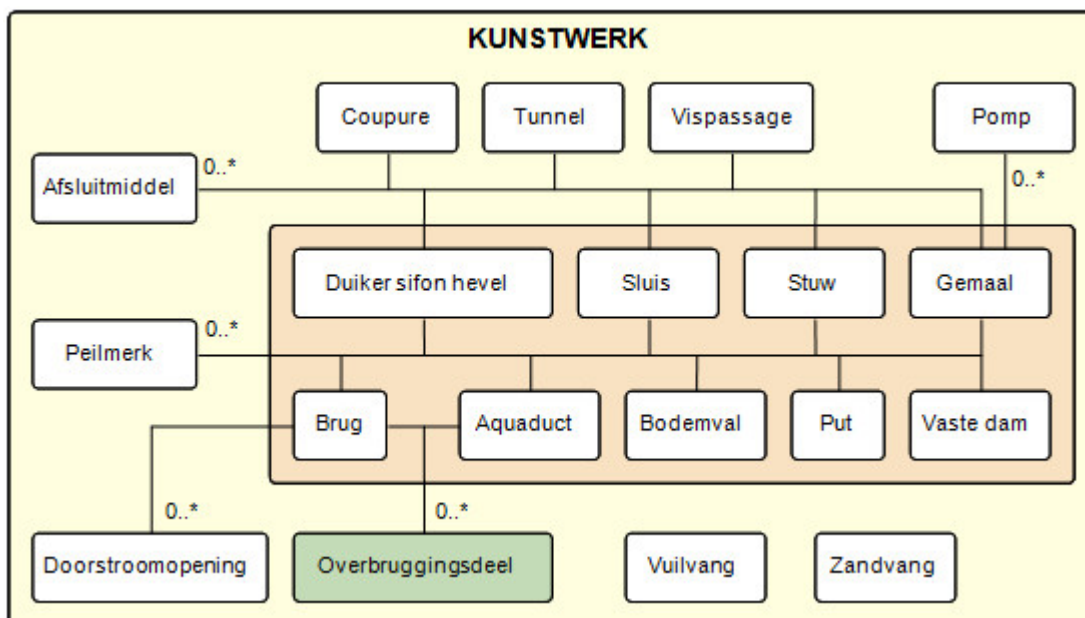 KUNSTWERK
Coupure
Tunnel
Vispassage
Pomp
Afsluitmiddel
0..*
0..*
Duiker sifon hevel
Sluis
Stuw
Gemaal
Peilmerk
0..*
Brug
Aquaduct
Bodemval
Put
Vaste dam
0..*
0..*
Doorstroomopening
Overbruggingsdeel
Vuilvang
Zandvang